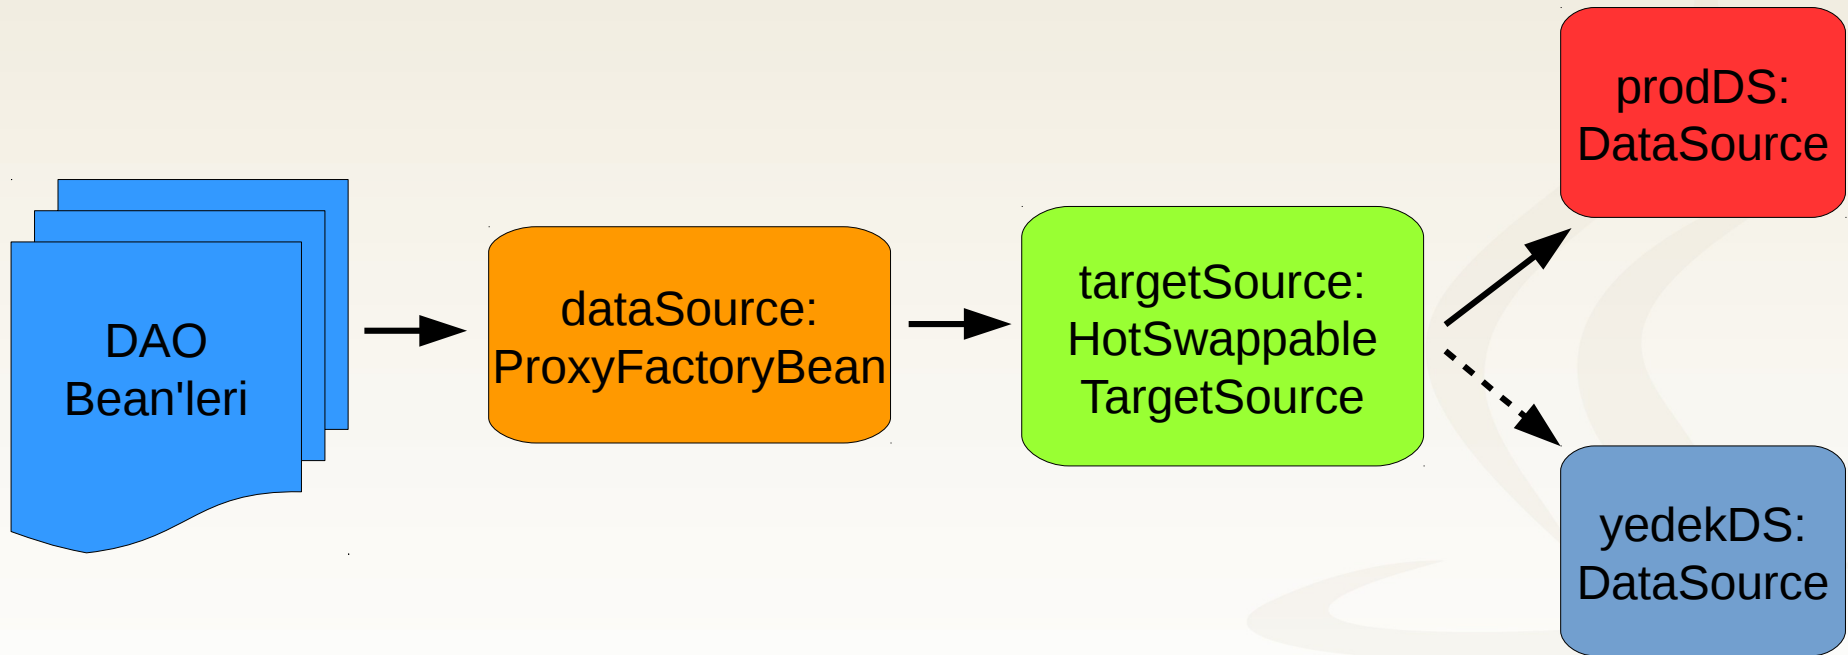 DAO
Bean'leri
dataSource:
ProxyFactoryBean
targetSource:
HotSwappable
TargetSource
prodDS:
DataSource
yedekDS:
DataSource